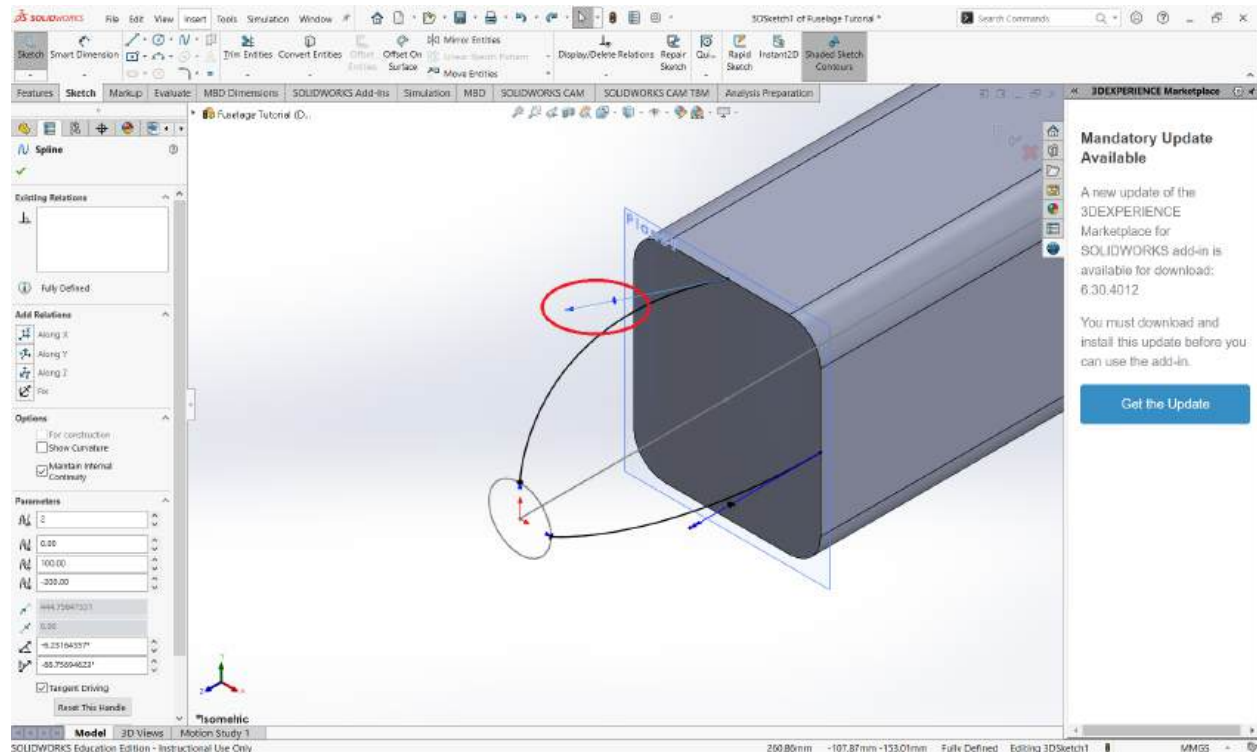 SOLIDWORKS File Edit View Insert Tools Simulation Window
3DSketch1 of Fuselage Tutorial *
Search Commands
Sketch Smart Dimension
Trim Entities Convert Entities Offset Entities Offset On Surface
Mirror Entities
Linear Sketch Pattern
Move Entities
Display/Delete Relations Repair Sketch Qui... Rapid Sketch Instant2D Shaded Sketch Contours
Features Sketch Markup Evaluate MBD Dimensions SOLIDWORKS Add-Ins Simulation MBD SOLIDWORKS CAM SOLIDWORKS CAM TBM Analysis Preparation
Fuselage Tutorial (D...
Spline
Existing Relations
Fully Defined
Add Relations
Along X
Along Y
Along Z
Fix
Options
For construction
Show Curvature
Maintain Internal Continuity
Parameters
2
0.00
100.00
-200.00
0.00
-6.23164357°
-88.75694623°
Tangent Driving
Reset This Handle
*Isometric
Model 3D Views Motion Study 1
SOLIDWORKS Education Edition - Instructional Use Only
260.86mm -107.87mm -153.01mm Fully Defined Editing 3DSketch1 MMGS
3DEXPERIENCE Marketplace
Mandatory Update
Available
A new update of the
3DEXPERIENCE
Marketplace for
SOLIDWORKS add-in is
available for download:
6.30.4012
You must download and
install this update before you
can use the add-in.
Get the Update